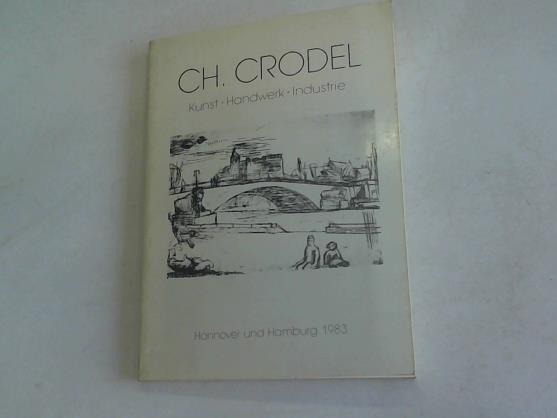 CH. CRODEL
Kunst · Handwerk · Industrie
Hannover und Hamburg 1983